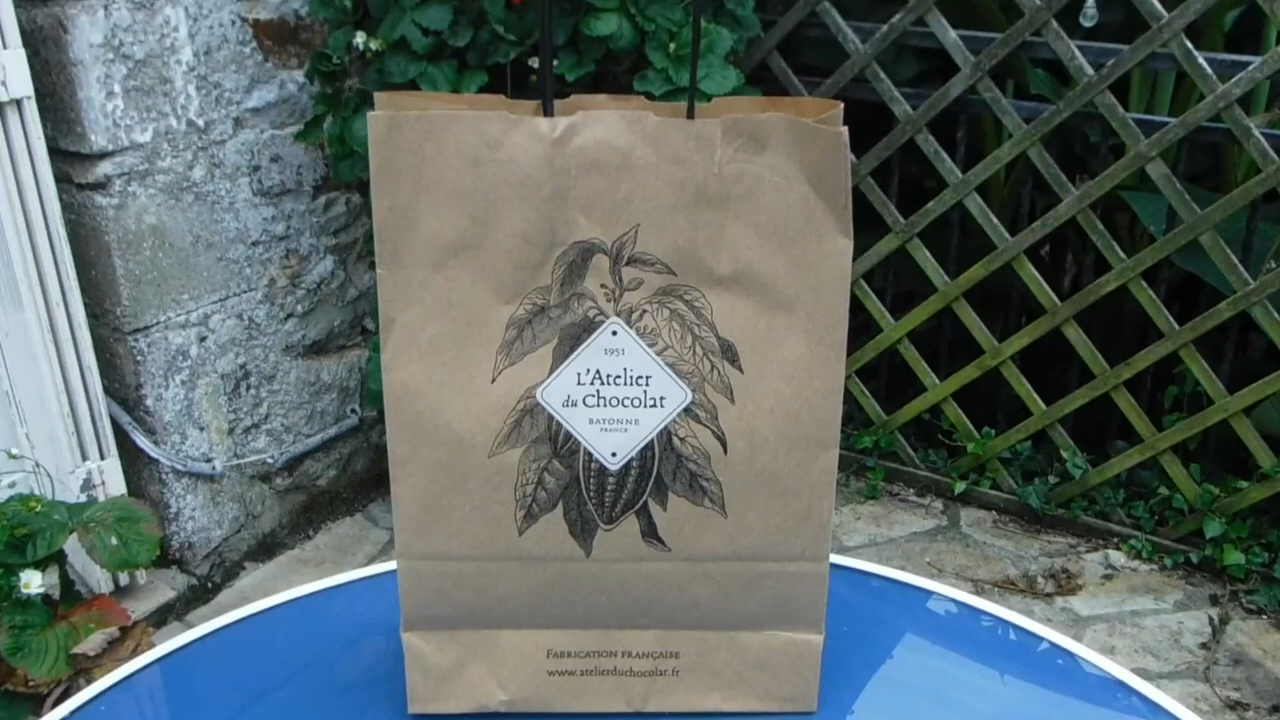 1951
L'Atelier
du Chocolat
BAYONNE
FRANCE
FABRICATION FRANÇAISE
www.atelierduchocolat.fr